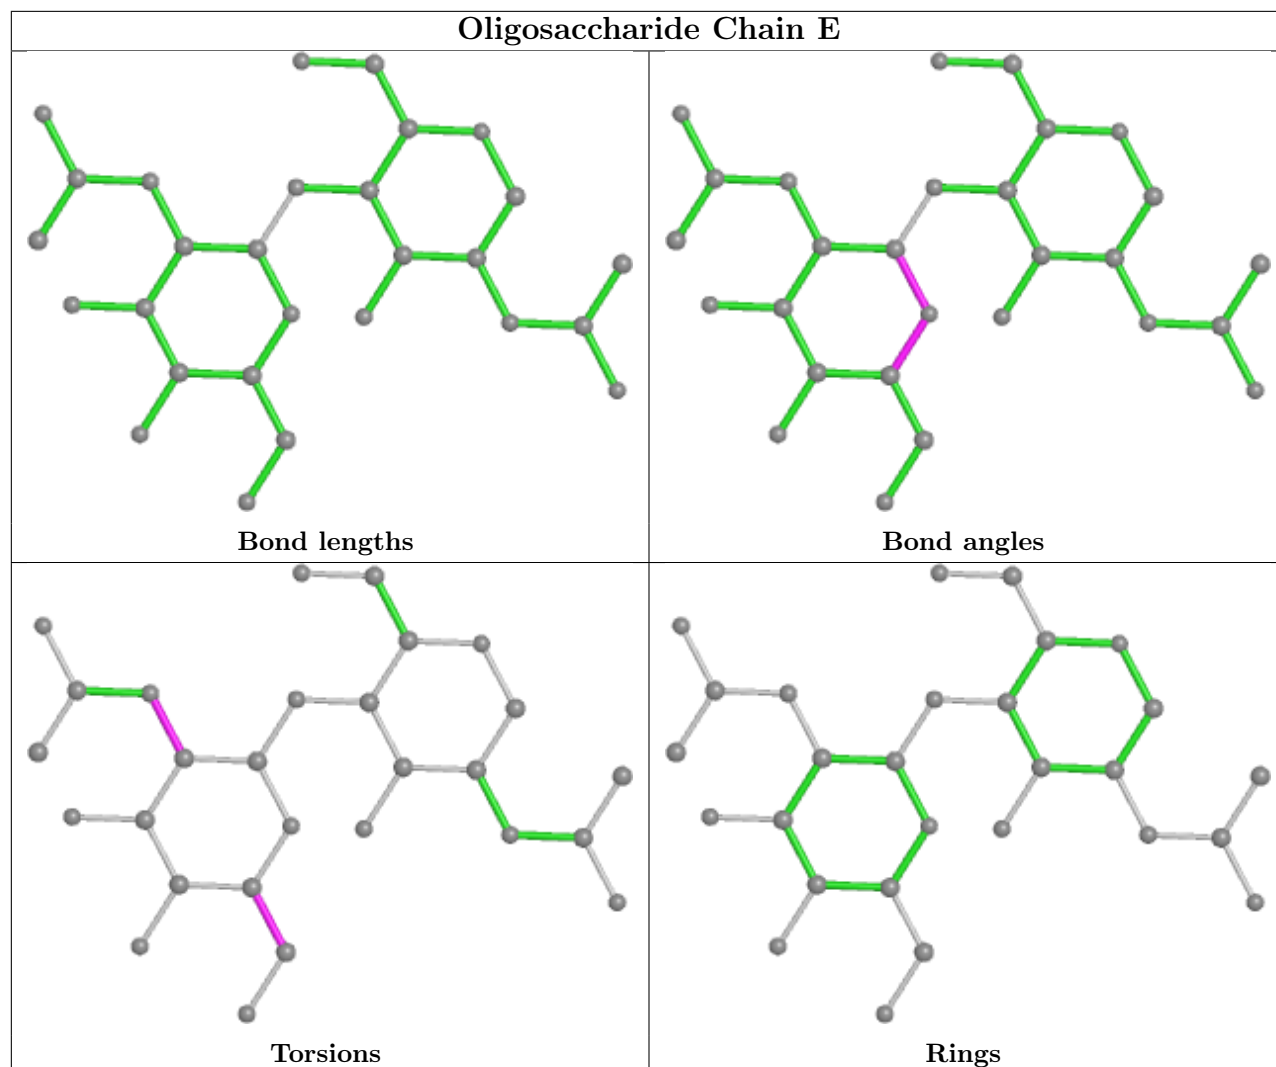 Oligosaccharide Chain E
Bond lengths
Bond angles
Torsions
Rings